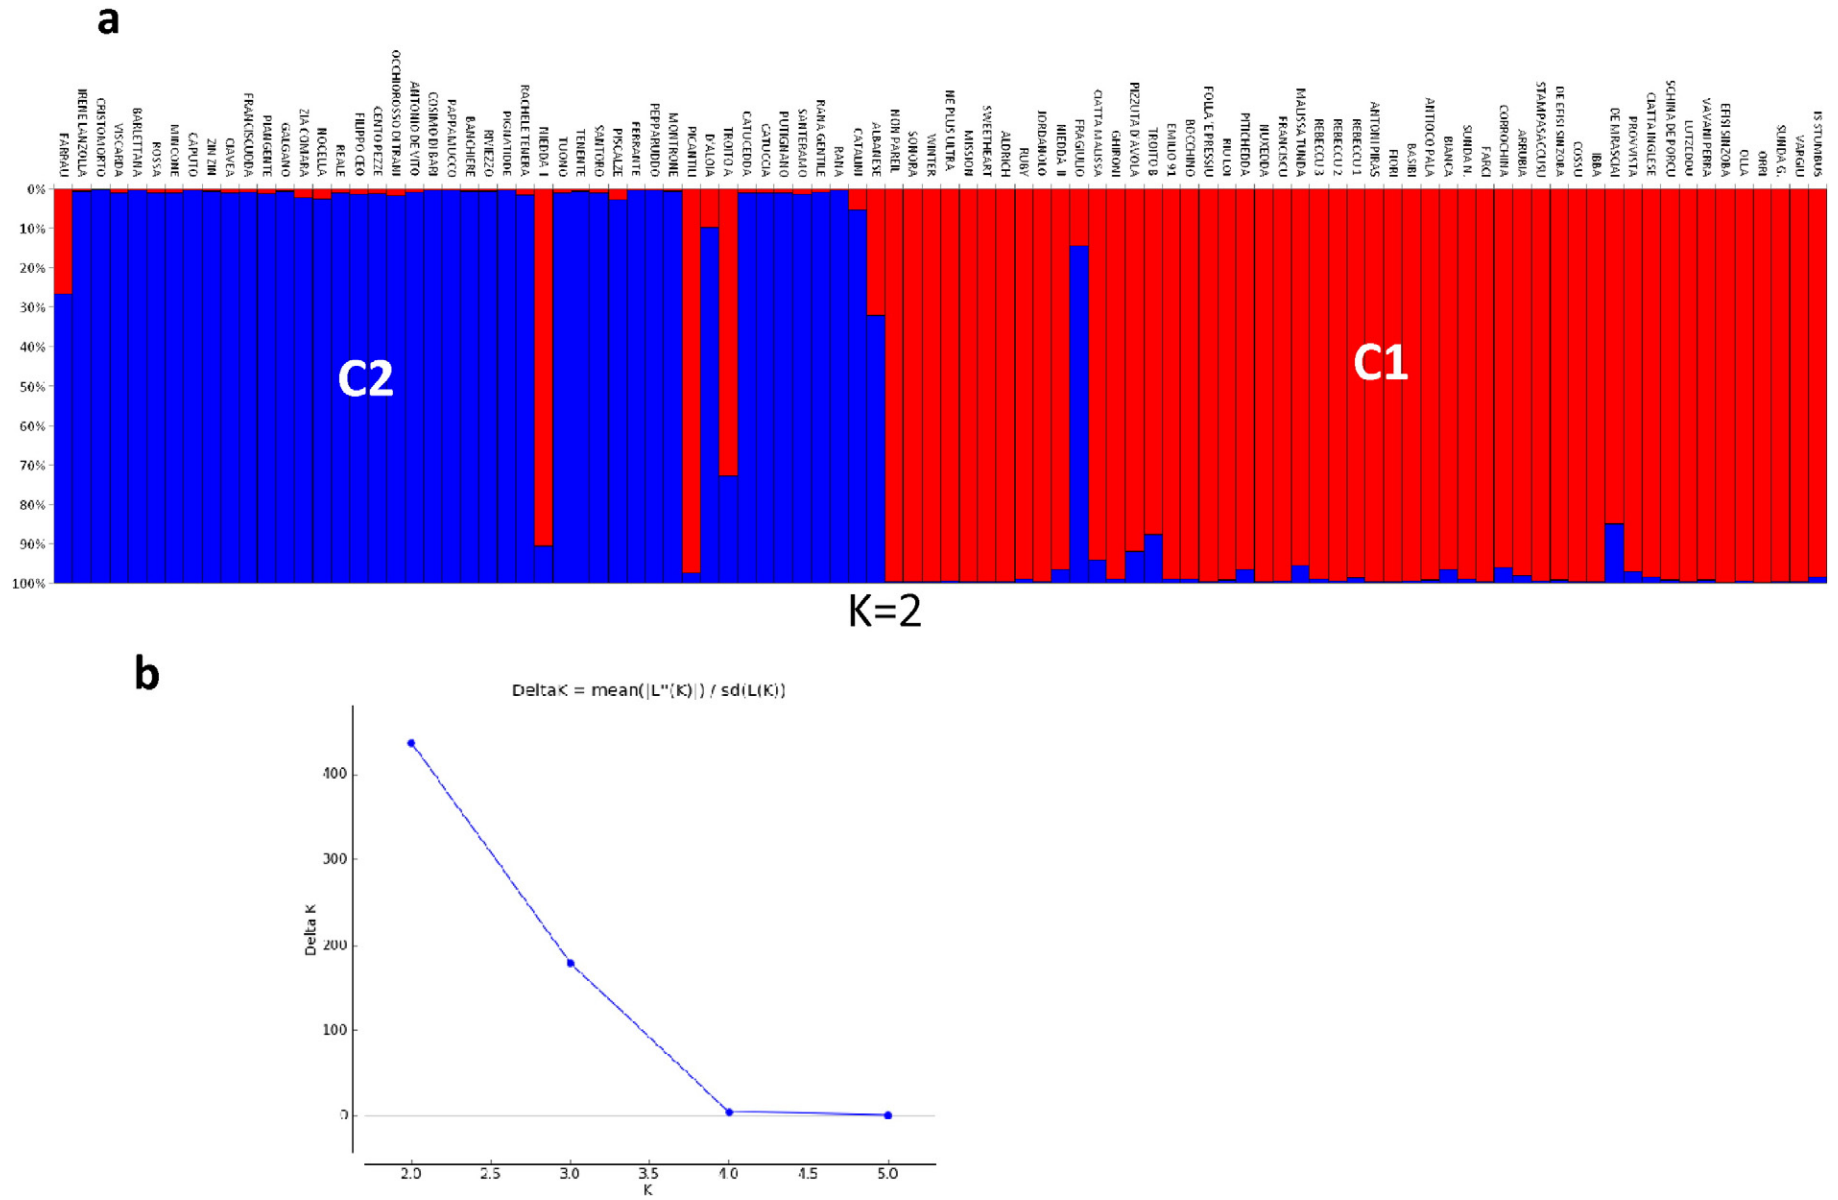 a
FARRAU
IRENE LANZOLLA
CRISTOMORTO
VISCARDA
BARLETTANA
ROSSA
MINCONE
CAPUTO
ZIN ZIN
CIAVEA
FRANCISCUDDA
PIANGENTE
GALGANO
ZIA COMARA
NOCELLA
REALE
FILIPPO CEO
CENTOPEZZE
OCCHIOROSSO DI TRANI
ANTONIO DE VITO
COSIMO DI BARI
PAPPAMUCCO
BANCHIERE
RIVIEZZO
PIGNATIDDE
RACHELE TENERA
NIEDDA I
TUONO
TENENTE
SANTORO
PISCALZE
FERRANTE
PEPPARUDDO
MONTRONE
PICANTILI
D'ALOIA
TROITO A
CATUCEDDA
CATUCCIA
PUTIGNANO
SANTERAMO
RANA GENTILE
RANA
CATALINI
ALBANESE
NON PAREIL
SONORA
WINTER
NE PLUS ULTRA
MISSION
SWEETHEART
ALDRICH
RUBY
JORDANOLO
NIEDDA II
FRAGIULIO
CIATTA MALISSA
GHIRONI
PIZZUTA D'AVOLA
TROITO B
EMILIO 91
BOCCHINO
FOLLA 'E PRESSIU
RIU LOI
PITICHEDDA
NUXEDDA
FRANCISCU
MALISSA TUNDA
REBECCU 3
REBECCU 2
REBECCU 1
ANTONI PIRAS
FIORI
BASIBI
ANTIOCO PALA
BIANCA
SUNDA N.
FARCI
CORROCHINA
ARRUBIA
STAMPASACCUSU
DE EFISI SINZOBA
COSSU
IBBA
DE MRASCIAI
PROVVISTA
CIATTA INGLESE
SCHINA DE PORCU
LUTZEDDU
VAVANI PERRA
EFISI SINZOBA
OLLA
ORRI
SUNDA G.
VARGIU
IS STUMBUS
0%
10%
20%
30%
40%
50%
60%
70%
80%
90%
100%
C2
C1
K=2
b
DeltaK = mean(|L"(K)|) / sd(L(K))
Delta K
400
300
200
100
0
2.0 2.5 3.0 3.5 4.0 4.5 5.0
K